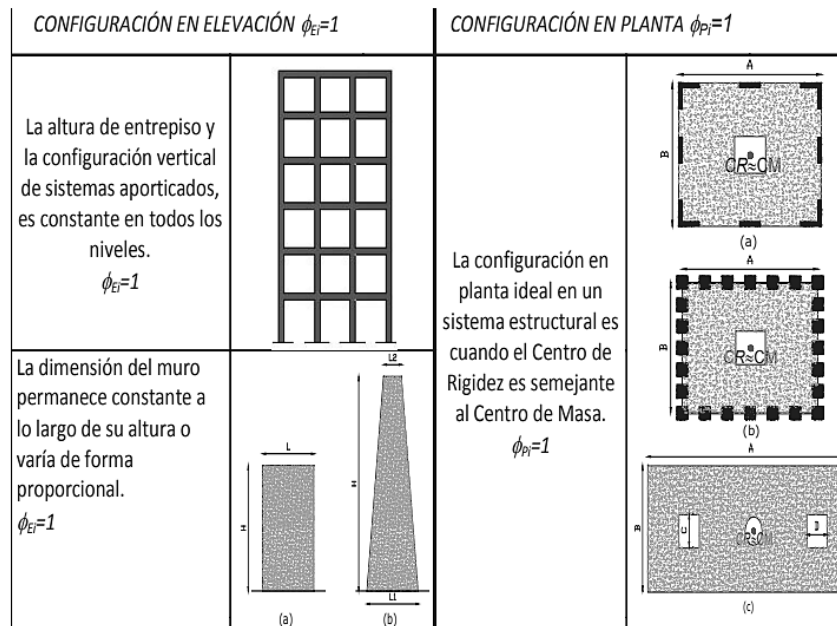 CONFIGURACIÓN EN ELEVACIÓN ϕEi=1
CONFIGURACIÓN EN PLANTA ϕPi=1
La altura de entrepiso y
la configuración vertical
de sistemas aporticados,
es constante en todos los
niveles.
ϕEi=1
La dimensión del muro
permanece constante a
lo largo de su altura o
varía de forma
proporcional.
ϕEi=1
L
H
(a)
L2
H
L1
(b)
La configuración en
planta ideal en un
sistema estructural es
cuando el Centro de
Rigidez es semejante
al Centro de Masa.
ϕPi=1
A
B
CR≈CM
(a)
A
B
CR≈CM
(b)
A
B
C
CR≈CM
D
(c)